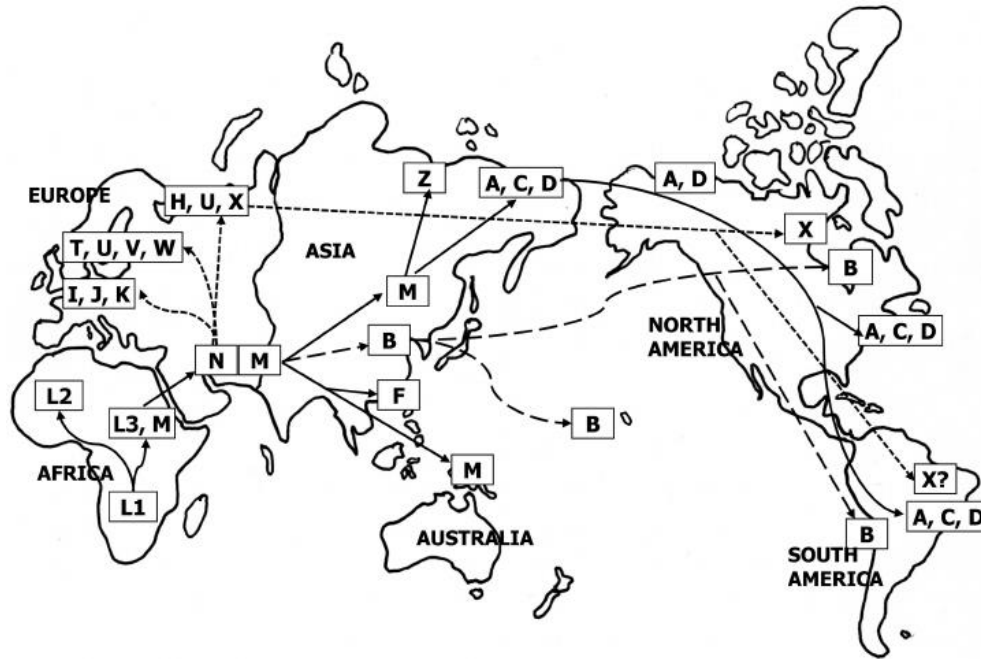 Z
A, C, D
A, D
EUROPE
H, U, X
X
T, U, V, W
ASIA
B
I, J, K
M
NORTH
AMERICA
A, C, D
B
N
M
L2
F
L3, M
B
AFRICA
M
X?
L1
A, C, D
AUSTRALIA
B
SOUTH
AMERICA